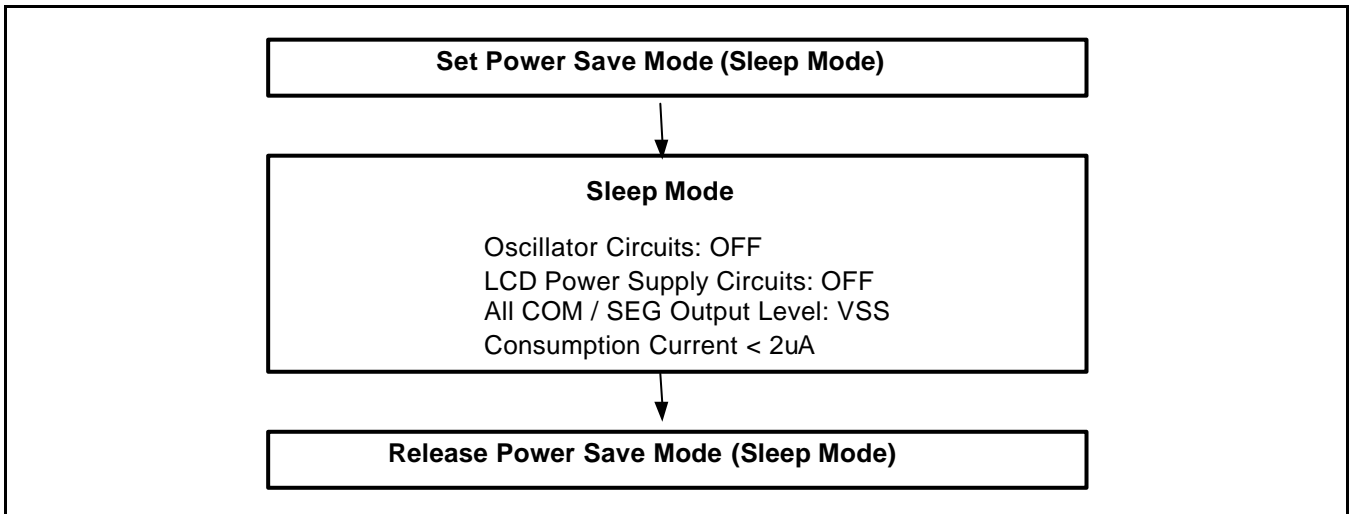 Set Power Save Mode (Sleep Mode)
Sleep Mode
Oscillator Circuits: OFF
LCD Power Supply Circuits: OFF
All COM / SEG Output Level: VSS
Consumption Current < 2uA
Release Power Save Mode (Sleep Mode)